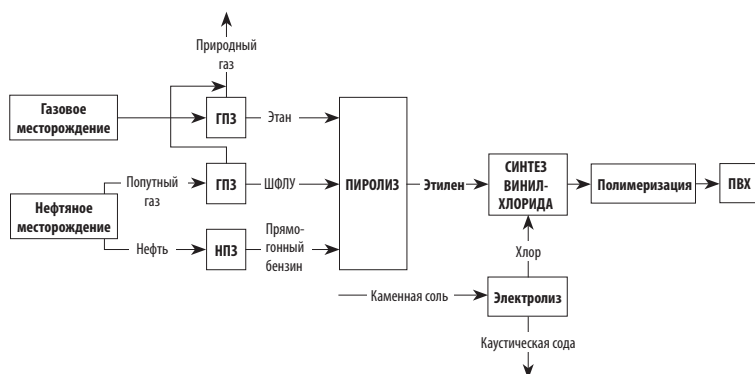 Природный
газ
Газовое
месторождение
ГПЗ
Этан
Попутный
газ
ГПЗ
ШФЛУ
Нефтяное
месторождение
Нефть
НПЗ
Прямо-
гонный
бензин
ПИРОЛИЗ
Этилен
СИНТЕЗ
ВИНИЛ-
ХЛОРИДА
Полимеризация
ПВХ
Хлор
Каменная соль
Электролиз
Каустическая сода